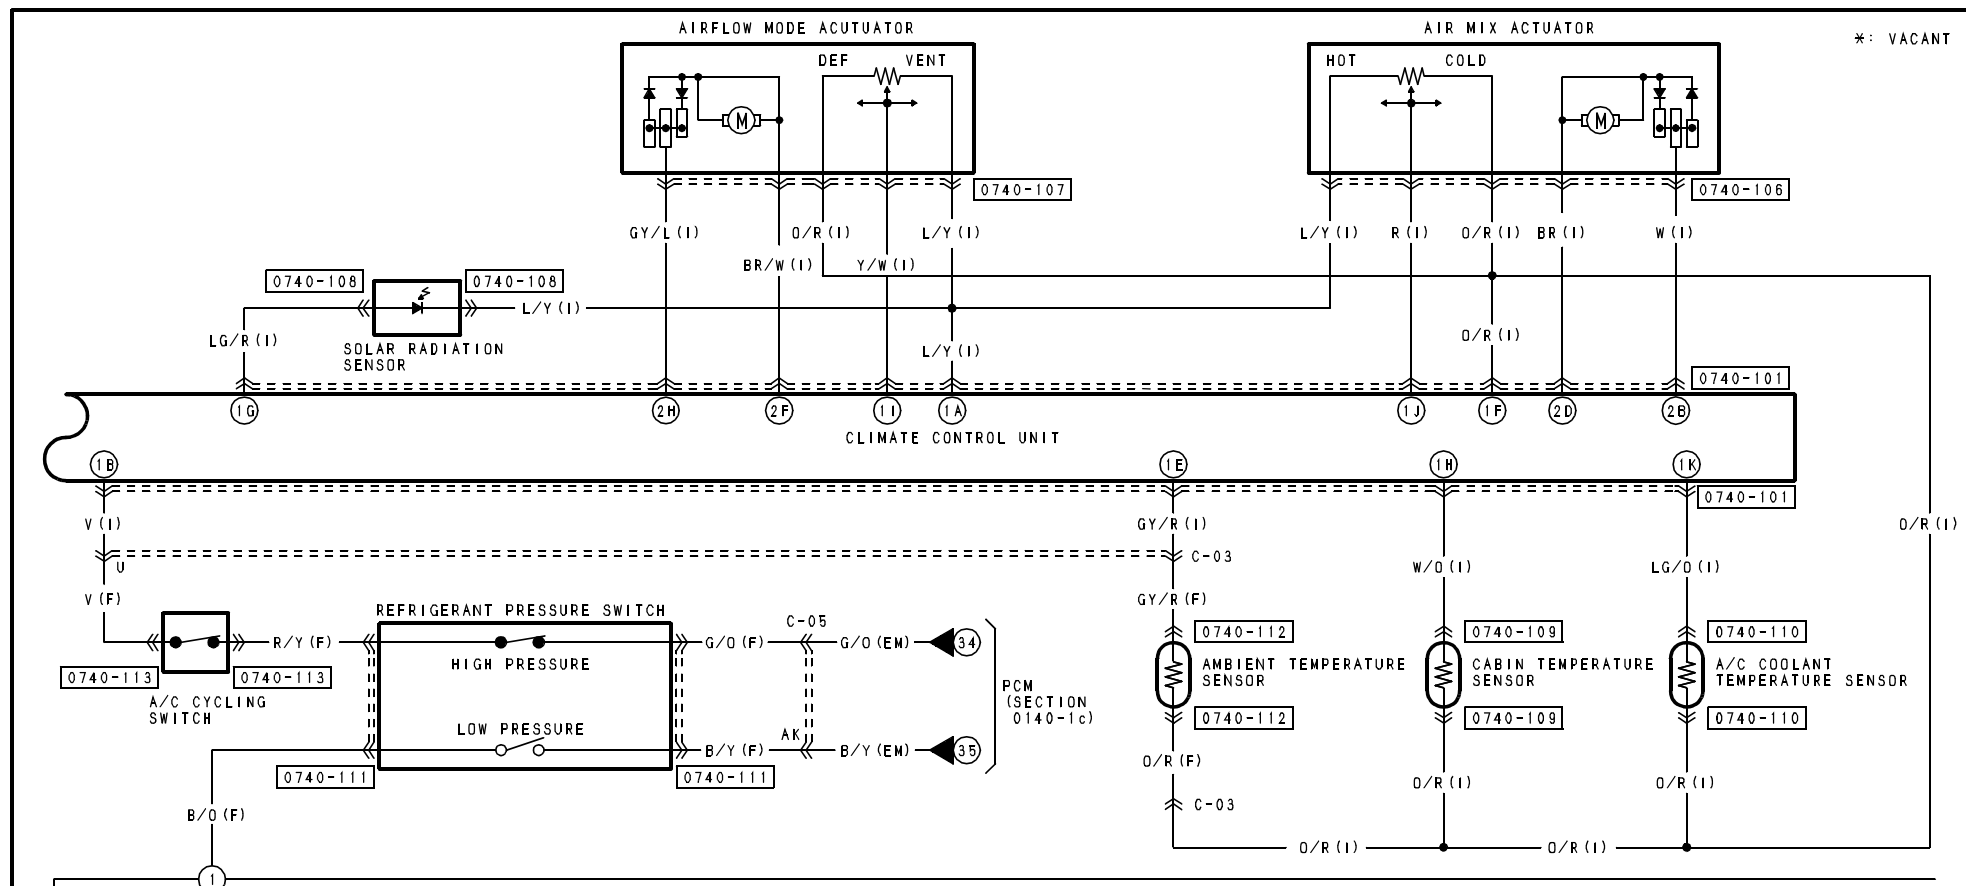 AIRFLOW MODE ACUTUATOR
AIR MIX ACTUATOR
*: VACANT
DEF
VENT
HOT
COLD
M
M
0740-107
0740-106
GY/L(I)
O/R(I)
L/Y(I)
L/Y(I)
R(I)
O/R(I)
BR(I)
W(I)
BR/W(I)
Y/W(I)
0740-108
0740-108
L/Y(I)
LG/R(I)
SOLAR RADIATION
SENSOR
L/Y(I)
O/R(I)
0740-101
1G
2H
2F
1I
1A
1J
1F
2D
2B
CLIMATE CONTROL UNIT
1B
1E
1H
1K
0740-101
V(I)
GY/R(I)
O/R(I)
U
C-03
W/O(I)
LG/O(I)
V(F)
GY/R(F)
REFRIGERANT PRESSURE SWITCH
C-05
R/Y(F)
G/O(F)
G/O(EM)
34
0740-112
0740-109
0740-110
HIGH PRESSURE
AMBIENT TEMPERATURE
SENSOR
CABIN TEMPERATURE
SENSOR
A/C COOLANT
TEMPERATURE SENSOR
0740-113
0740-113
A/C CYCLING
SWITCH
PCM
(SECTION
0140-1c)
0740-112
0740-109
0740-110
LOW PRESSURE
AK
B/Y(F)
B/Y(EM)
35
O/R(F)
0740-111
0740-111
O/R(I)
O/R(I)
B/O(F)
C-03
O/R(I)
O/R(I)
1